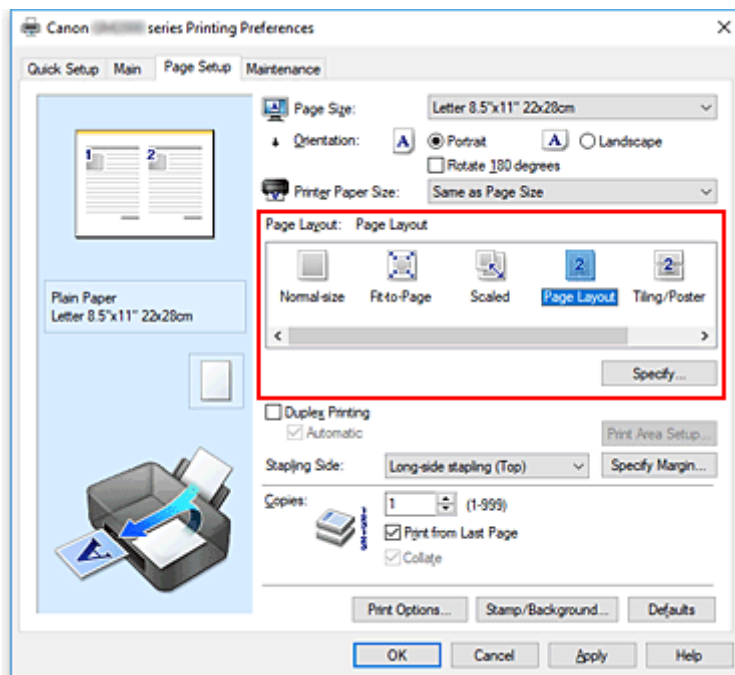 Canon series Printing Preferences
Quick Setup Main Page Setup Maintenance
1 2
Plain Paper
Letter 8.5"x11" 22x28cm
Page Size: Letter 8.5"x11" 22x28cm
Orientation: A Portrait A Landscape
Rotate 180 degrees
Printer Paper Size: Same as Page Size
Page Layout: Page Layout
2 2
Normal-size Fit-to-Page Scaled Page Layout Tiling/Poster
Specify...
Duplex Printing
Automatic Print Area Setup...
Stapling Side: Long-side stapling (Top) Specify Margin...
Copies: 1 (1-999)
Print from Last Page
Collate
A
Print Options... Stamp/Background... Defaults
OK Cancel Apply Help